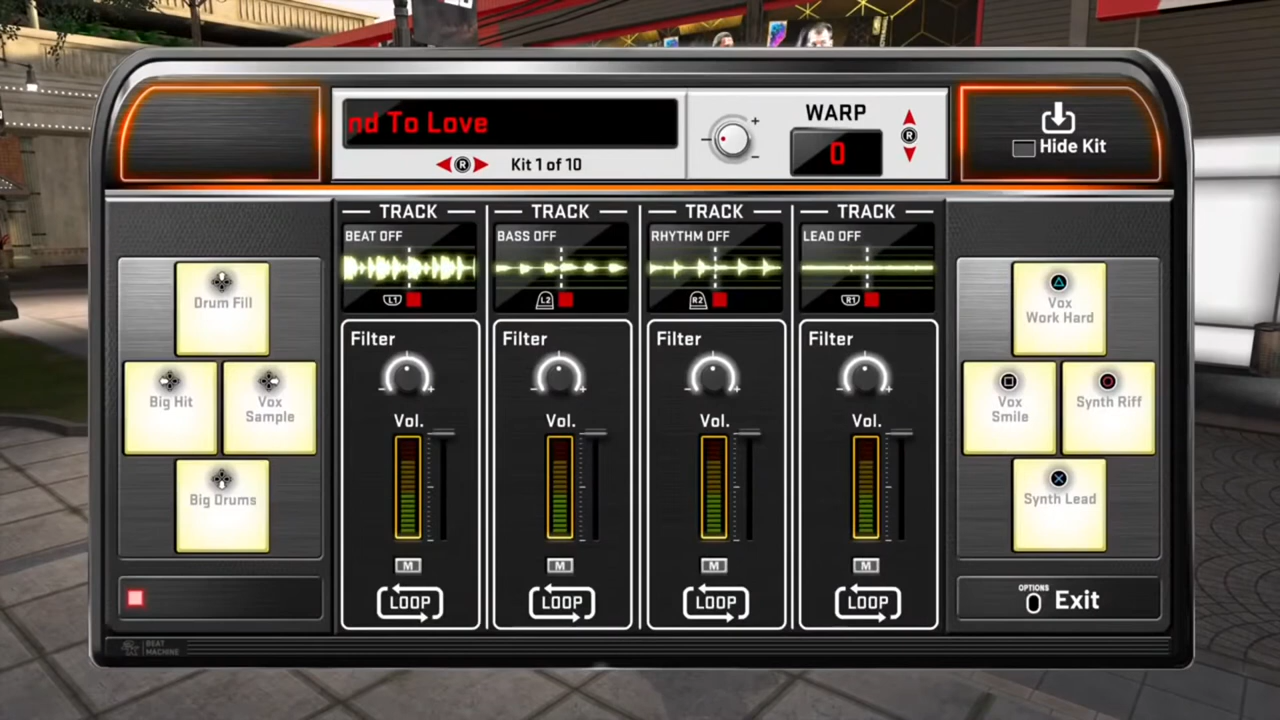 nd To Love
Kit 1 of 10
R
WARP
0
R
Hide Kit
TRACK
BEAT OFF
L1
TRACK
BASS OFF
L2
TRACK
RHYTHM OFF
R2
TRACK
LEAD OFF
R1
Drum Fill
Big Hit
Vox
Sample
Big Drums
Filter
Vol.
M
LOOP
Filter
Vol.
M
LOOP
Filter
Vol.
M
LOOP
Filter
Vol.
M
LOOP
Vox
Work Hard
Vox
Smile
Synth Riff
Synth Lead
OPTIONS
Exit
BEAT
MACHINE